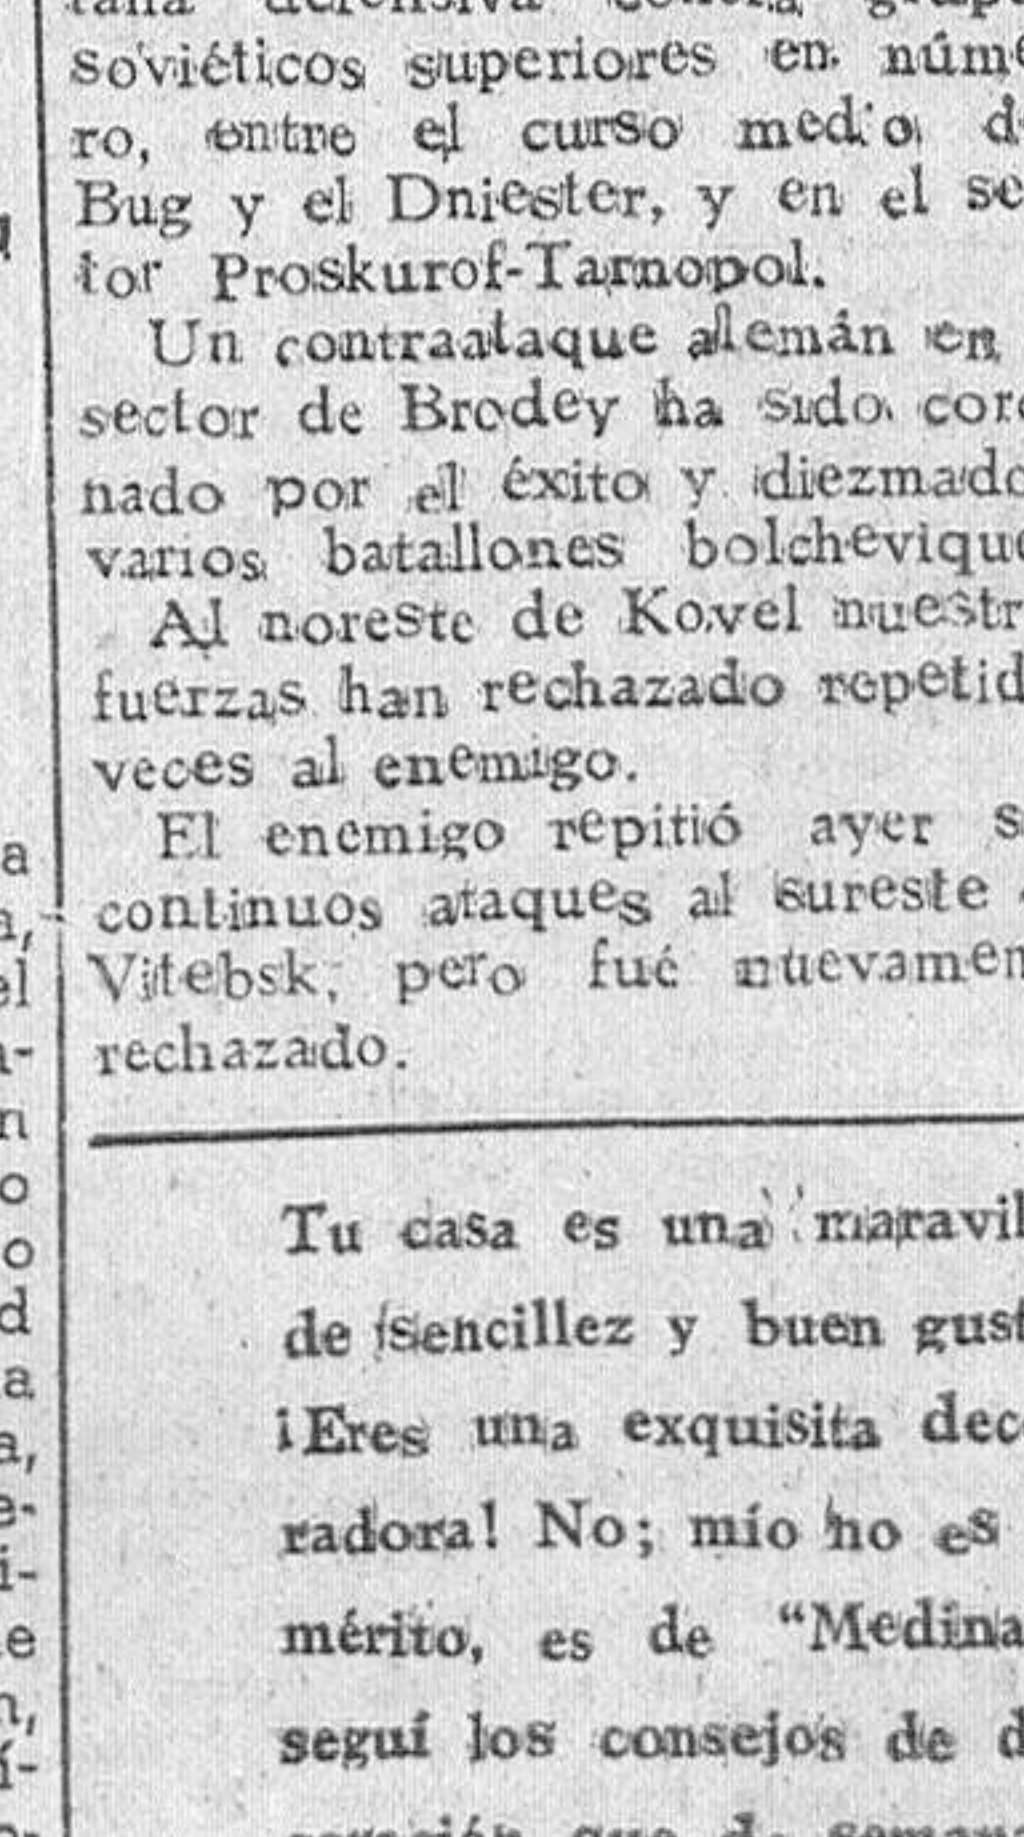 soviéticos superiores en núme
ro, entre el curso medio d
Bug y el Dniester, y en el se
tor Proskurof-Tarnopol.
Un contraataque alemán en
sector de Brodey ha sido coro
nado por el éxito y diezmado
varios batallones bolchevique
Al noreste de Kovel nuestr
fuerzas han rechazado repetid
veces al enemigo.
El enemigo repitió ayer s
continuos ataques al sureste
Vitebsk, pero fué nuevamen
rechazado.
a
a,
el
a-
n
o
o
d
a
a,
e-
i-
e
n,
í-
Tu casa es una maravil
de sencillez y buen gust
¡Eres una exquisita deco
radora! No; mío no es
mérito, es de “Medina
seguí los consejos de d